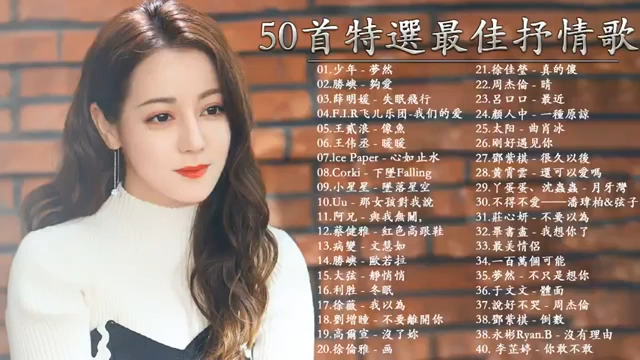 50首特選最佳抒情歌
01.少年 - 夢然
02.勝嶼 - 夠愛
03.薛明媛 - 失眠飛行
04.F.I.R飞儿乐团-我们的爱
05.王貳浪 - 像魚
06.王伟丞 - 暖暖
07.Ice Paper - 心如止水
08.Corki - 下墜Falling
09.小星星 - 墜落星空
10.Uu - 那女孩對我說
11.阿兄 - 與我無關,
12.蔡健雅 - 紅色高跟鞋
13.病變 - 文慧如
14.勝嶼 - 歐若拉
15.大弦 - 靜悄悄
16.利胜 - 冬眠
17.徐薇 - 我以為
18.劉增瞳 - 不要離開你
19.高爾宣 - 沒了妳
20.徐倫雅 - 画
21.徐佳瑩 - 真的傻
22.周杰倫 - 晴
23.呂口口 - 最近
24.顧人中 - 一種原諒
25.太阳 - 曲肖冰
26.剛好遇見你
27.鄧紫棋 - 很久以後
28.黃霄雲 - 還可以愛嗎
29.丫蛋蛋、沈蟲蟲 - 月牙灣
30.不得不愛——潘瑋柏&弦子
31.莊心妍 - 不要以為
32.畢書盡 - 我想你了
33.最美情侶
34.一百萬個可能
35.夢然 - 不只是想你
36.于文文 - 體面
37.說好不哭 - 周杰倫
38.鄧紫棋 - 倒數
38.永彬Ryan.B - 沒有理由
40. 李芷婷 - 你敢不敢